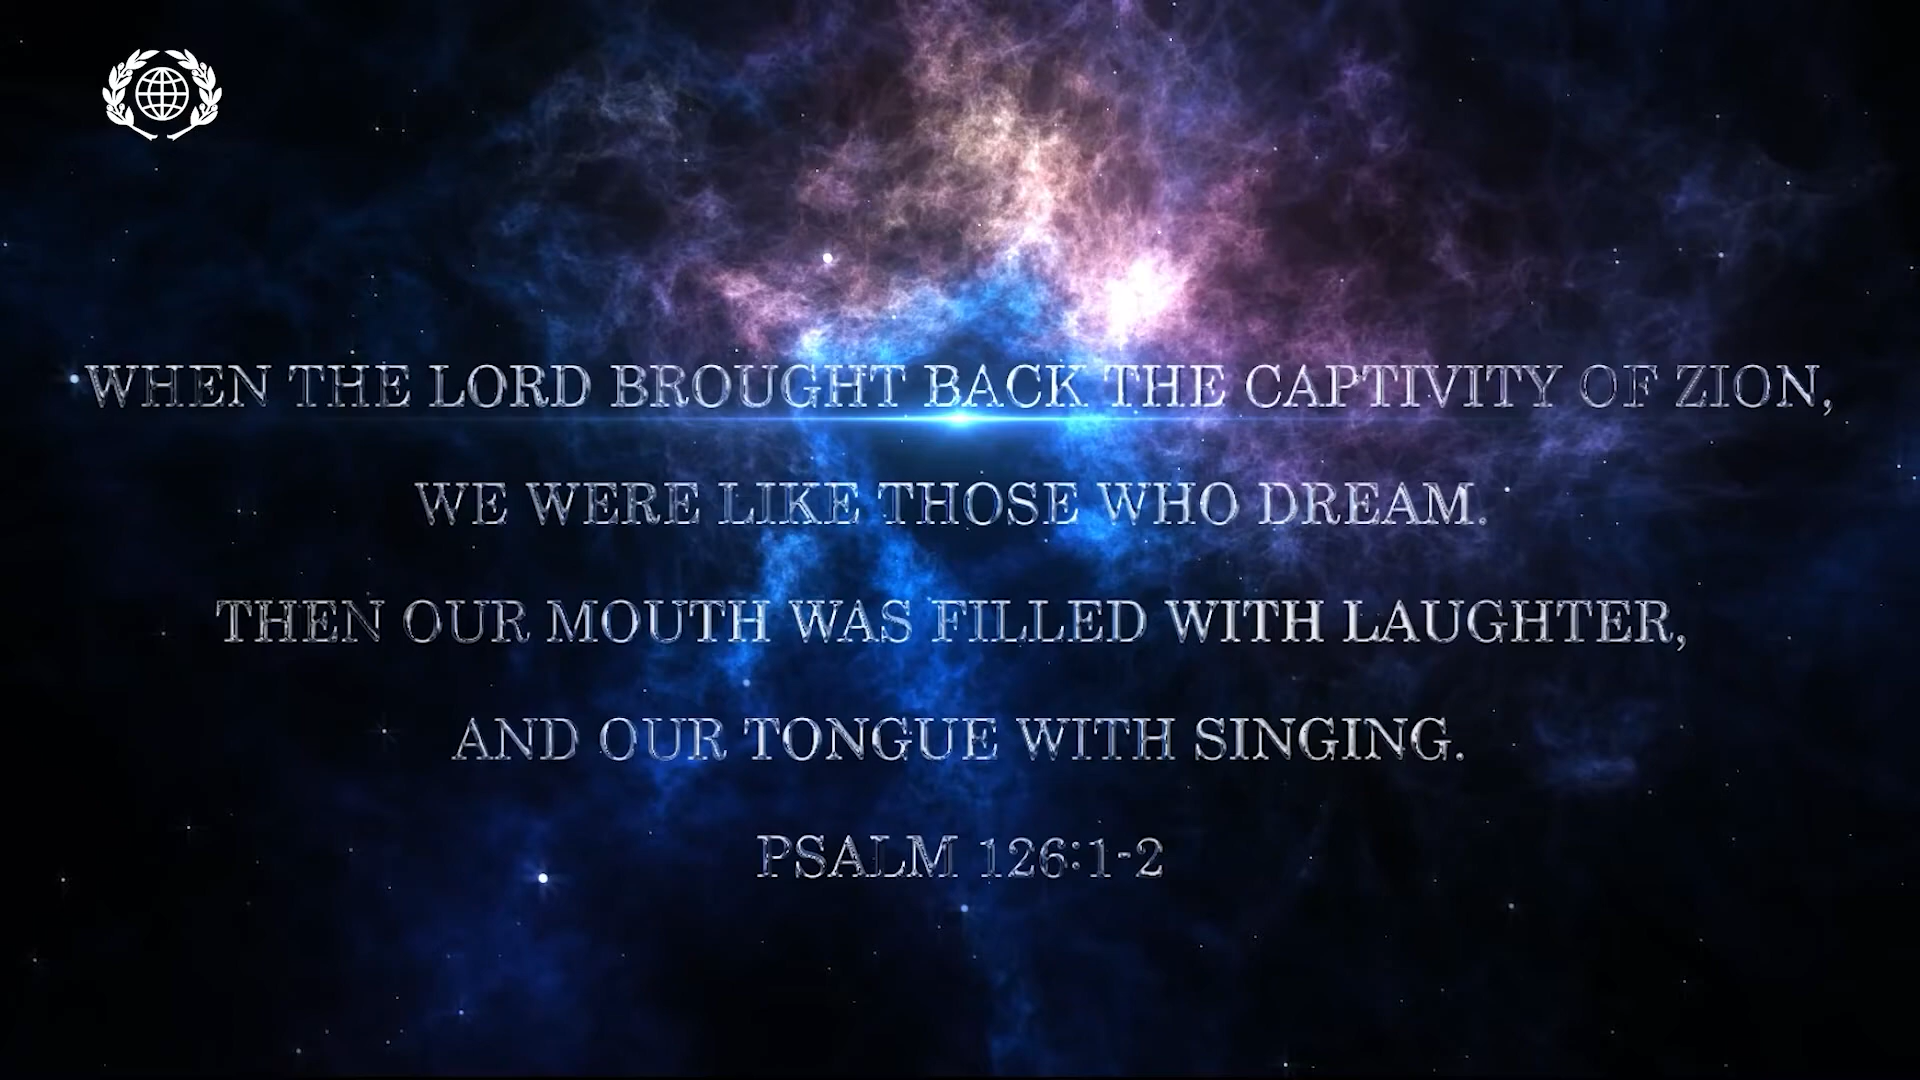 WHEN THE LORD BROUGHT BACK THE CAPTIVITY OF ZION,
WE WERE LIKE THOSE WHO DREAM.
THEN OUR MOUTH WAS FILLED WITH LAUGHTER,
AND OUR TONGUE WITH SINGING.
PSALM 126:1-2